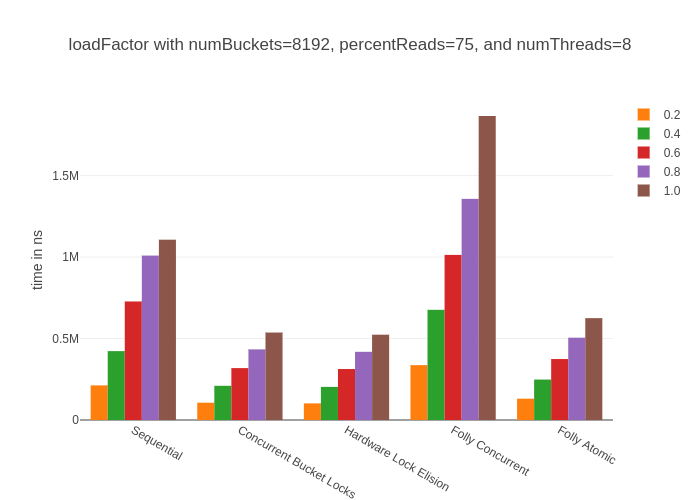 loadFactor with numBuckets=8192, percentReads=75, and numThreads=8
0.2
0.4
0.6
0.8
1.0
time in ns
1.5M
1M
0.5M
0
Sequential
Concurrent Bucket Locks
Hardware Lock Elision
Folly Concurrent
Folly Atomic